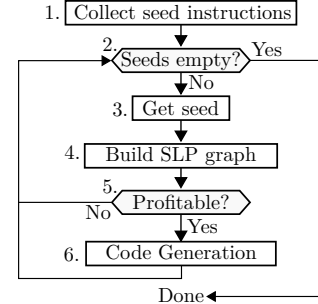 1. Collect seed instructions
2. Seeds empty? Yes
No
3. Get seed
4. Build SLP graph
5. Profitable?
No
Yes
6. Code Generation
Done